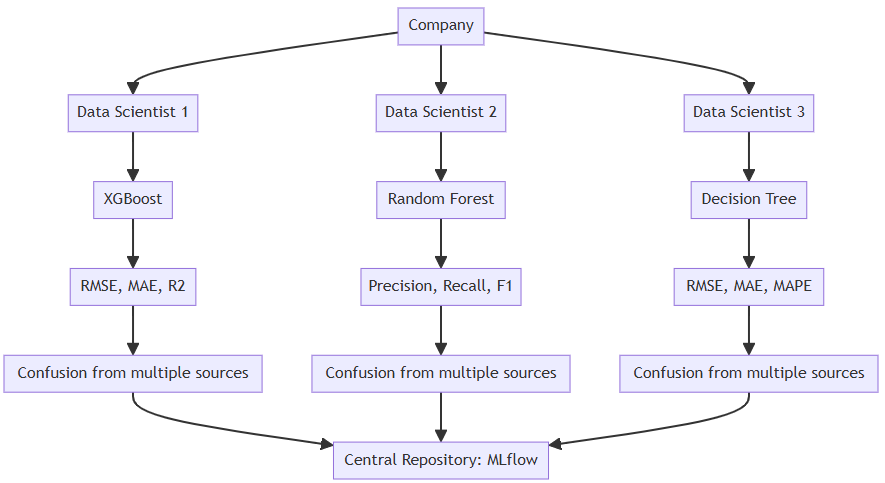 Company
Data Scientist 1
Data Scientist 2
Data Scientist 3
XGBoost
Random Forest
Decision Tree
RMSE, MAE, R2
Precision, Recall, F1
RMSE, MAE, MAPE
Confusion from multiple sources
Confusion from multiple sources
Confusion from multiple sources
Central Repository: MLflow